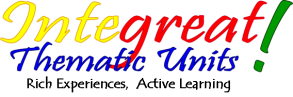 Integreat!
Thematic Units
Rich Experiences, Active Learning